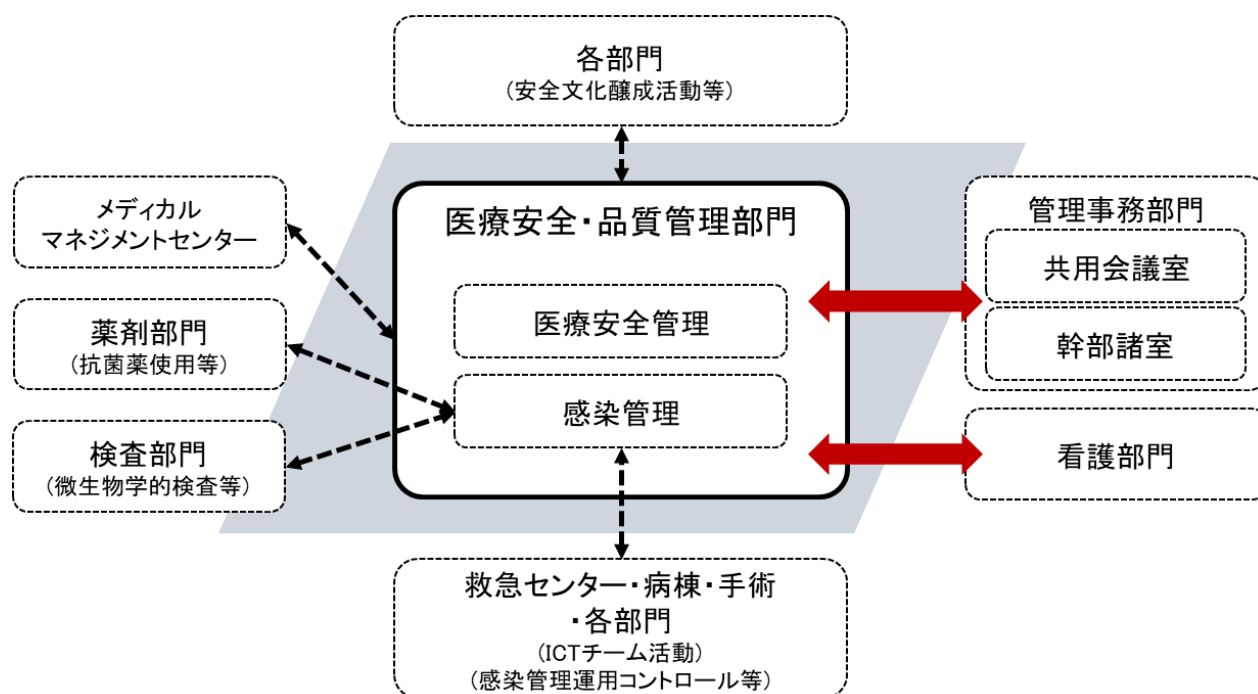 各部門
(安全文化醸成活動等)
医療安全・品質管理部門
医療安全管理
感染管理
メディカル
マネジメントセンター
薬剤部門
(抗菌薬使用等)
検査部門
(微生物学的検査等)
管理事務部門
共用会議室
幹部諸室
看護部門
救急センター・病棟・手術
・各部門
(ICTチーム活動)
(感染管理運用コントロール等)